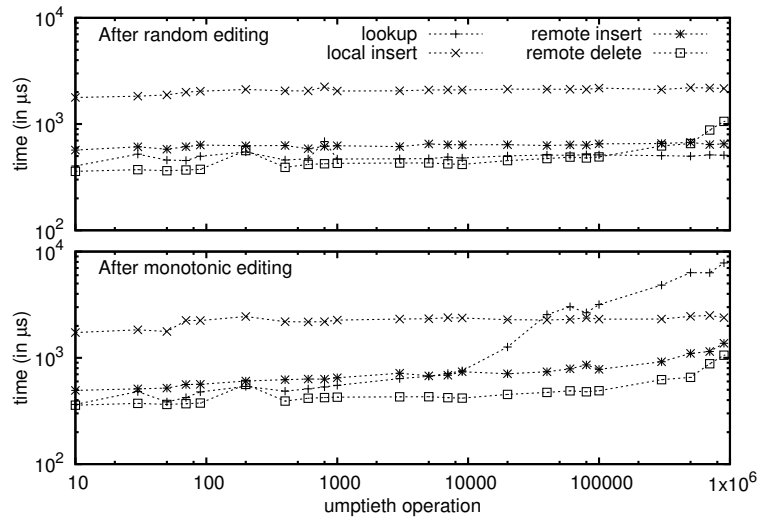 10⁴
After random editing
lookup
remote insert
local insert
remote delete
time (in μs)
10³
10²
10⁴
After monotonic editing
time (in μs)
10³
10²
10 100 1000 10000 100000 1x10⁶
umptieth operation